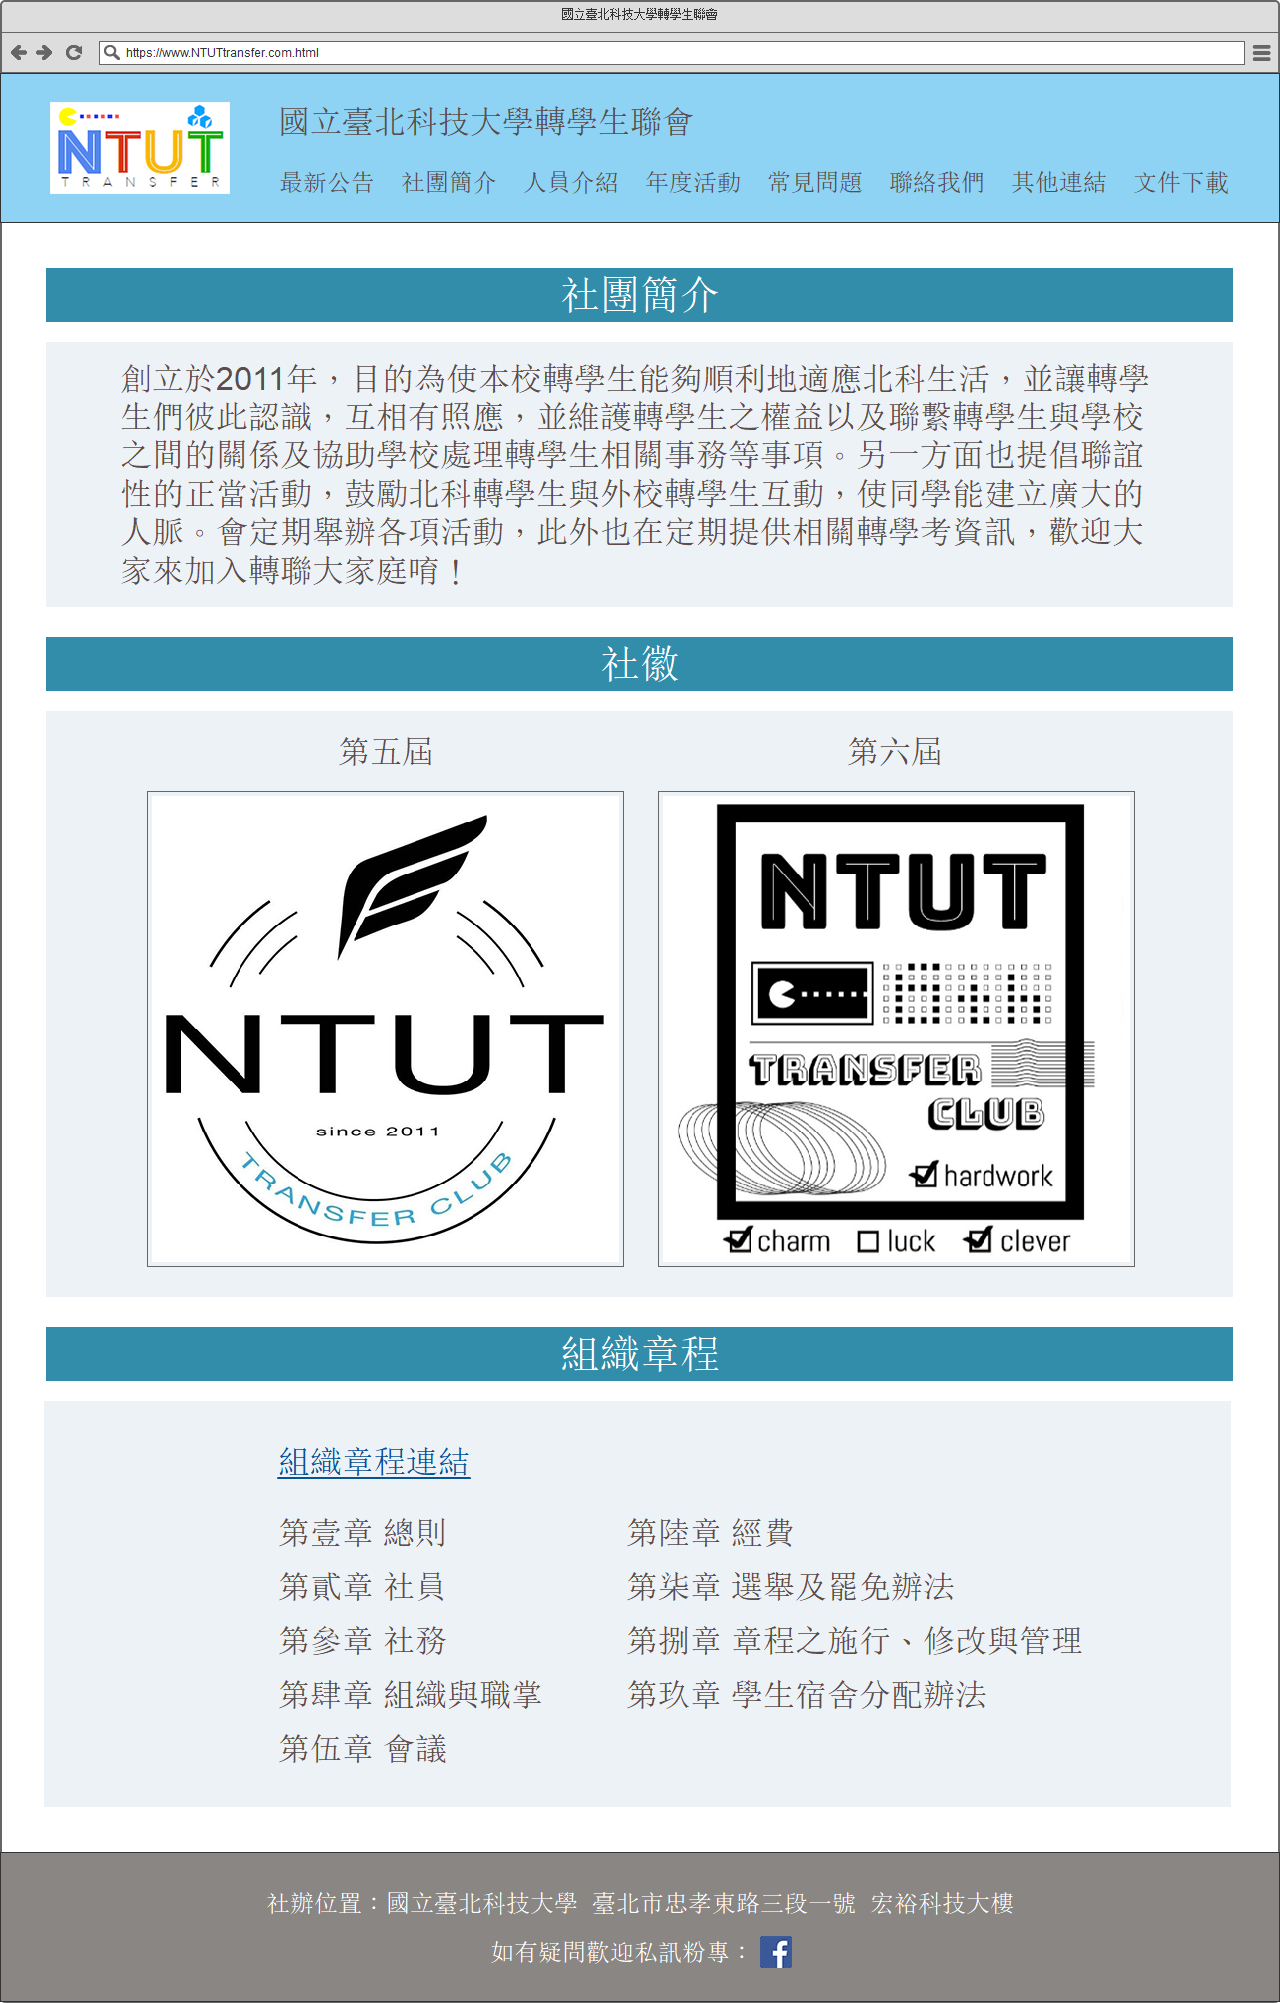 國立臺北科技大學轉學生聯會
https://www.NTUTtransfer.com.html
NTUT
TRANSFER
國立臺北科技大學轉學生聯會
最新公告 社團簡介 人員介紹 年度活動 常見問題 聯絡我們 其他連結 文件下載
社團簡介
創立於2011年，目的為使本校轉學生能夠順利地適應北科生活，並讓轉學
生們彼此認識，互相有照應，並維護轉學生之權益以及聯繫轉學生與學校
之間的關係及協助學校處理轉學生相關事務等事項。另一方面也提倡聯誼
性的正當活動，鼓勵北科轉學生與外校轉學生互動，使同學能建立廣大的
人脈。會定期舉辦各項活動，此外也在定期提供相關轉學考資訊，歡迎大
家來加入轉聯大家庭唷！
社徽
第五屆
NTUT
since 2011
TRANSFER CLUB
第六屆
NTUT
TRANSFER
CLUB
hardwork
charm luck clever
組織章程
組織章程連結
第壹章 總則
第貳章 社員
第參章 社務
第肆章 組織與職掌
第伍章 會議
第陸章 經費
第柒章 選舉及罷免辦法
第捌章 章程之施行、修改與管理
第玖章 學生宿舍分配辦法
社辦位置：國立臺北科技大學 臺北市忠孝東路三段一號 宏裕科技大樓
如有疑問歡迎私訊粉專：